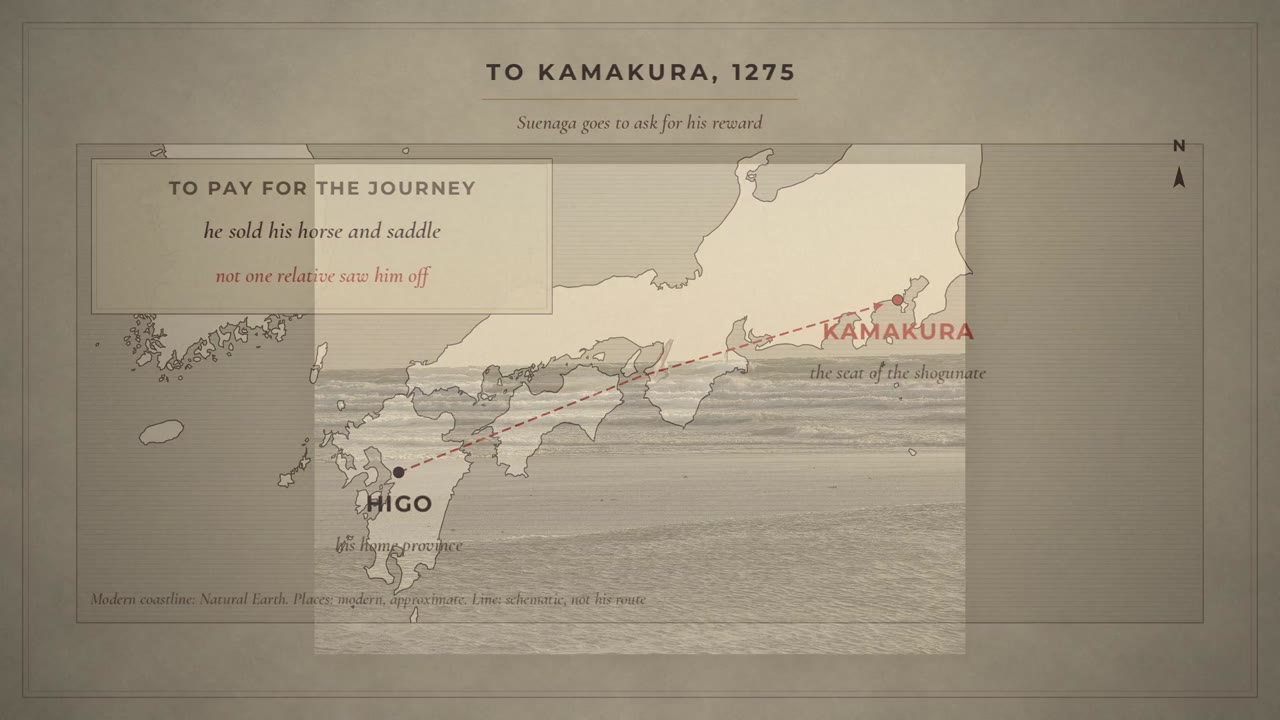 TO KAMAKURA, 1275
Suenaga goes to ask for his reward
N
TO PAY FOR THE JOURNEY
he sold his horse and saddle
not one relative saw him off
KAMAKURA
the seat of the shogunate
HIGO
his home province
Modern coastline: Natural Earth. Places: modern, approximate. Line: schematic, not his route